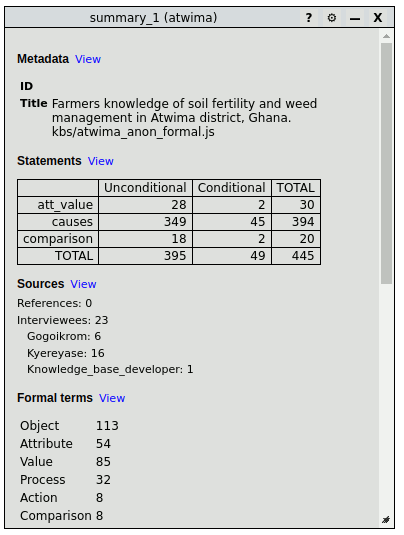 summary_1 (atwima) ? ⚙ – X
Metadata View
ID
Title Farmers knowledge of soil fertility and weed
management in Atwima district, Ghana.
kbs/atwima_anon_formal.js
Statements View
Unconditional Conditional TOTAL
att_value 28 2 30
causes 349 45 394
comparison 18 2 20
TOTAL 395 49 445
Sources View
References: 0
Interviewees: 23
Gogoikrom: 6
Kyereyase: 16
Knowledge_base_developer: 1
Formal terms View
Object 113
Attribute 54
Value 85
Process 32
Action 8
Comparison 8